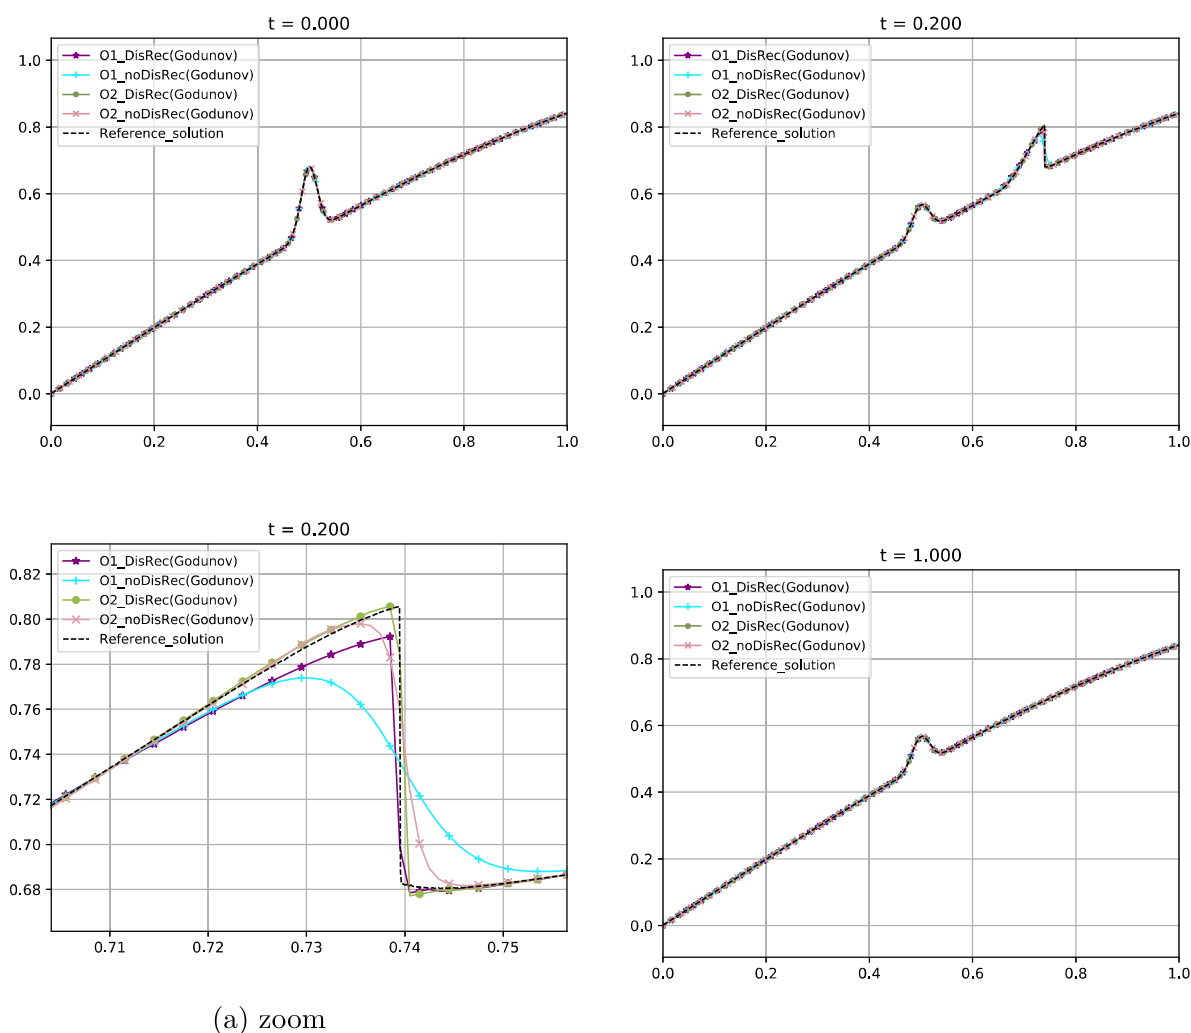 t = 0.000
O1_DisRec(Godunov)
O1_noDisRec(Godunov)
O2_DisRec(Godunov)
O2_noDisRec(Godunov)
Reference_solution
1.0
0.8
0.6
0.4
0.2
0.0
0.0 0.2 0.4 0.6 0.8 1.0
t = 0.200
O1_DisRec(Godunov)
O1_noDisRec(Godunov)
O2_DisRec(Godunov)
O2_noDisRec(Godunov)
Reference_solution
1.0
0.8
0.6
0.4
0.2
0.0
0.0 0.2 0.4 0.6 0.8 1.0
t = 0.200
O1_DisRec(Godunov)
O1_noDisRec(Godunov)
O2_DisRec(Godunov)
O2_noDisRec(Godunov)
Reference_solution
0.82
0.80
0.78
0.76
0.74
0.72
0.70
0.68
0.71 0.72 0.73 0.74 0.75
(a) zoom
t = 1.000
O1_DisRec(Godunov)
O1_noDisRec(Godunov)
O2_DisRec(Godunov)
O2_noDisRec(Godunov)
Reference_solution
1.0
0.8
0.6
0.4
0.2
0.0
0.0 0.2 0.4 0.6 0.8 1.0